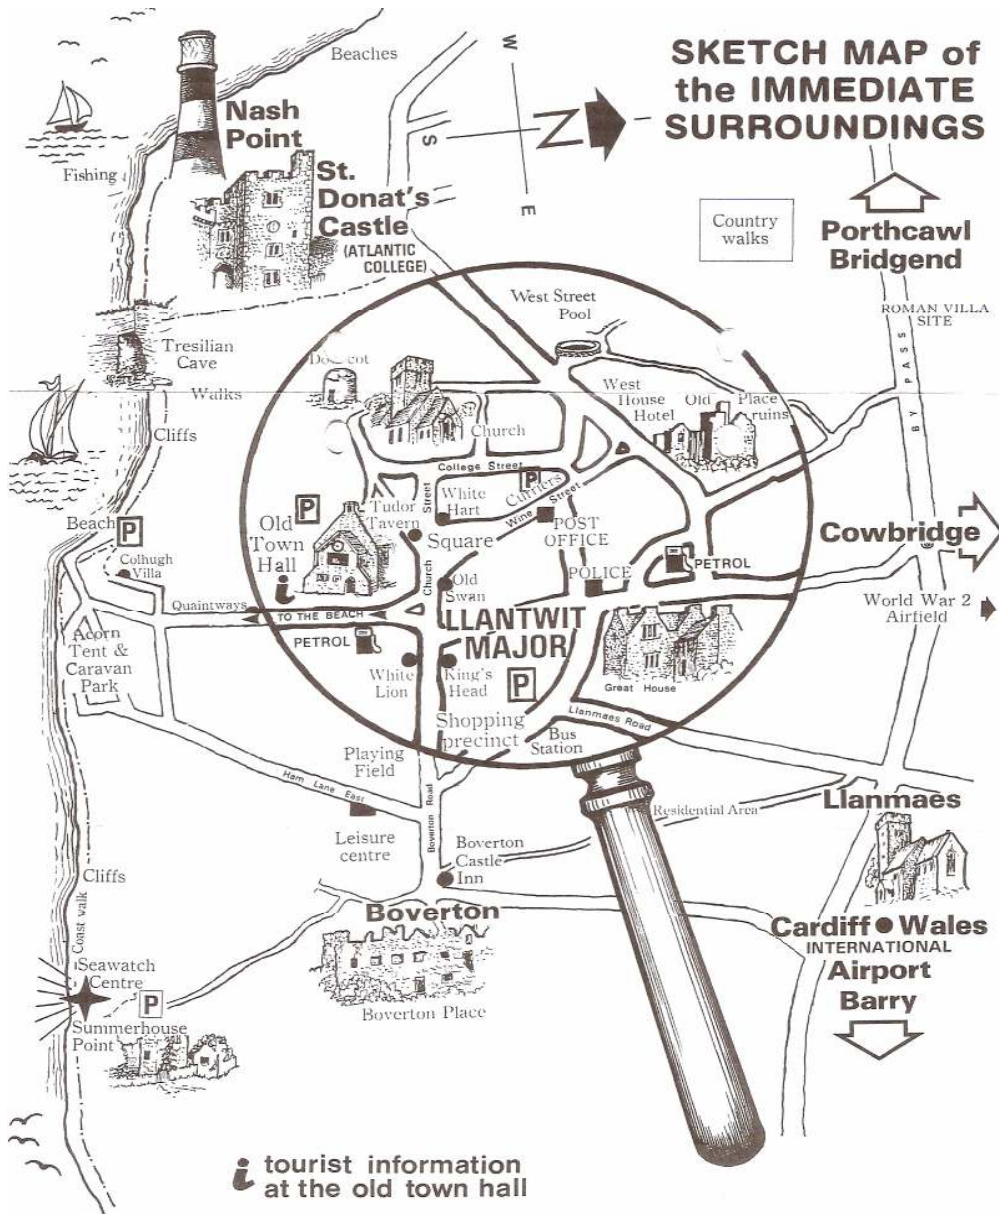 SKETCH MAP of
the IMMEDIATE
SURROUNDINGS
Beaches
W
S
N
E
Nash
Point
Fishing
St.
Donat's
Castle
(ATLANTIC
COLLEGE)
Country
walks
Porthcawl
Bridgend
ROMAN VILLA
SITE
BY PASS
West Street
Pool
Tresilian
Cave
Walks
Cliffs
West
House
Hotel
Old Place
ruins
Church
College Street
P
Curriers
Wine Street
White
Hart
Church Street
Tudor
Tavern
Square
POST
OFFICE
Beach P
Colhugh
Villa
P
Old
Town
Hall
i
Cowbridge
PETROL
POLICE
Old
Swan
World War 2
Airfield
Quaintways
TO THE BEACH
LLANTWIT
MAJOR
PETROL
Acorn
Tent &
Caravan
Park
White
Lion
King's
Head
P
Great House
Shopping
precinct
Llanmaes Road
Bus
Station
Playing
Field
Ham Lane East
Boverton Road
Residential Area
Llanmaes
Leisure
centre
Boverton
Castle
Inn
Cliffs
Coast walk
Boverton
Boverton Place
Cardiff Wales
INTERNATIONAL
Airport
Barry
Seawatch
Centre
P
Summerhouse
Point
i tourist information
at the old town hall